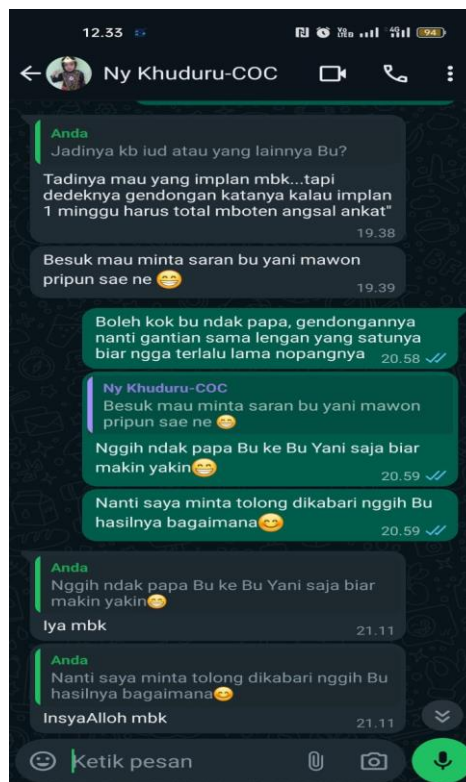 12.33
4G
94
Ny Khuduru-COC
Anda
Jadinya kb iud atau yang lainnya Bu?
Tadinya mau yang implan mbk...tapi
dedeknya gendongan katanya kalau implan
1 minggu harus total mboten angsal ankat"
19.38
Besuk mau minta saran bu yani mawon
pripun sae ne 😁
19.39
Boleh kok bu ndak papa, gendongannya
nanti gantian sama lengan yang satunya
biar ngga terlalu lama nopangnya 20.58
Ny Khuduru-COC
Besuk mau minta saran bu yani mawon
pripun sae ne 😁
Nggih ndak papa Bu ke Bu Yani saja biar
makin yakin😁
20.59
Nanti saya minta tolong dikabari nggih Bu
hasilnya bagaimana😊
20.59
Anda
Nggih ndak papa Bu ke Bu Yani saja biar
makin yakin😁
Iya mbk
21.11
Anda
Nanti saya minta tolong dikabari nggih Bu
hasilnya bagaimana😊
InsyaAlloh mbk
21.11
Ketik pesan